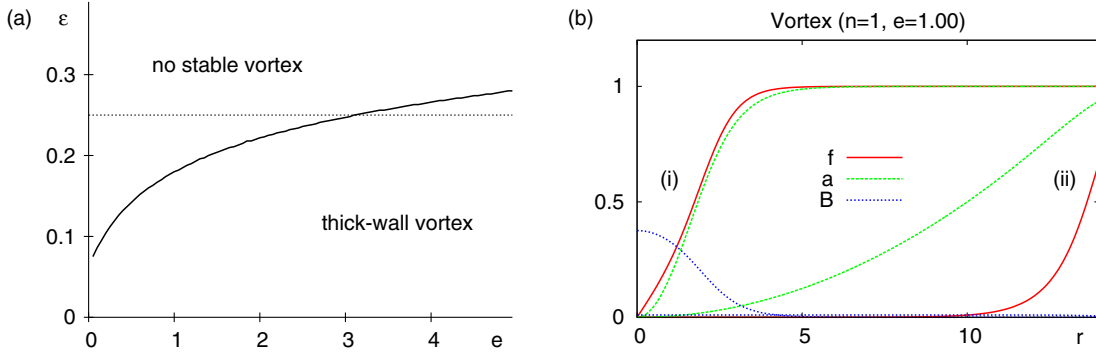 (a)
ε
0.3
0.2
0.1
0
no stable vortex
thick-wall vortex
0
1
2
3
4
e
(b)
Vortex (n=1, e=1.00)
1
0.5
0
(i)
f
a
B
(ii)
0
5
10
r